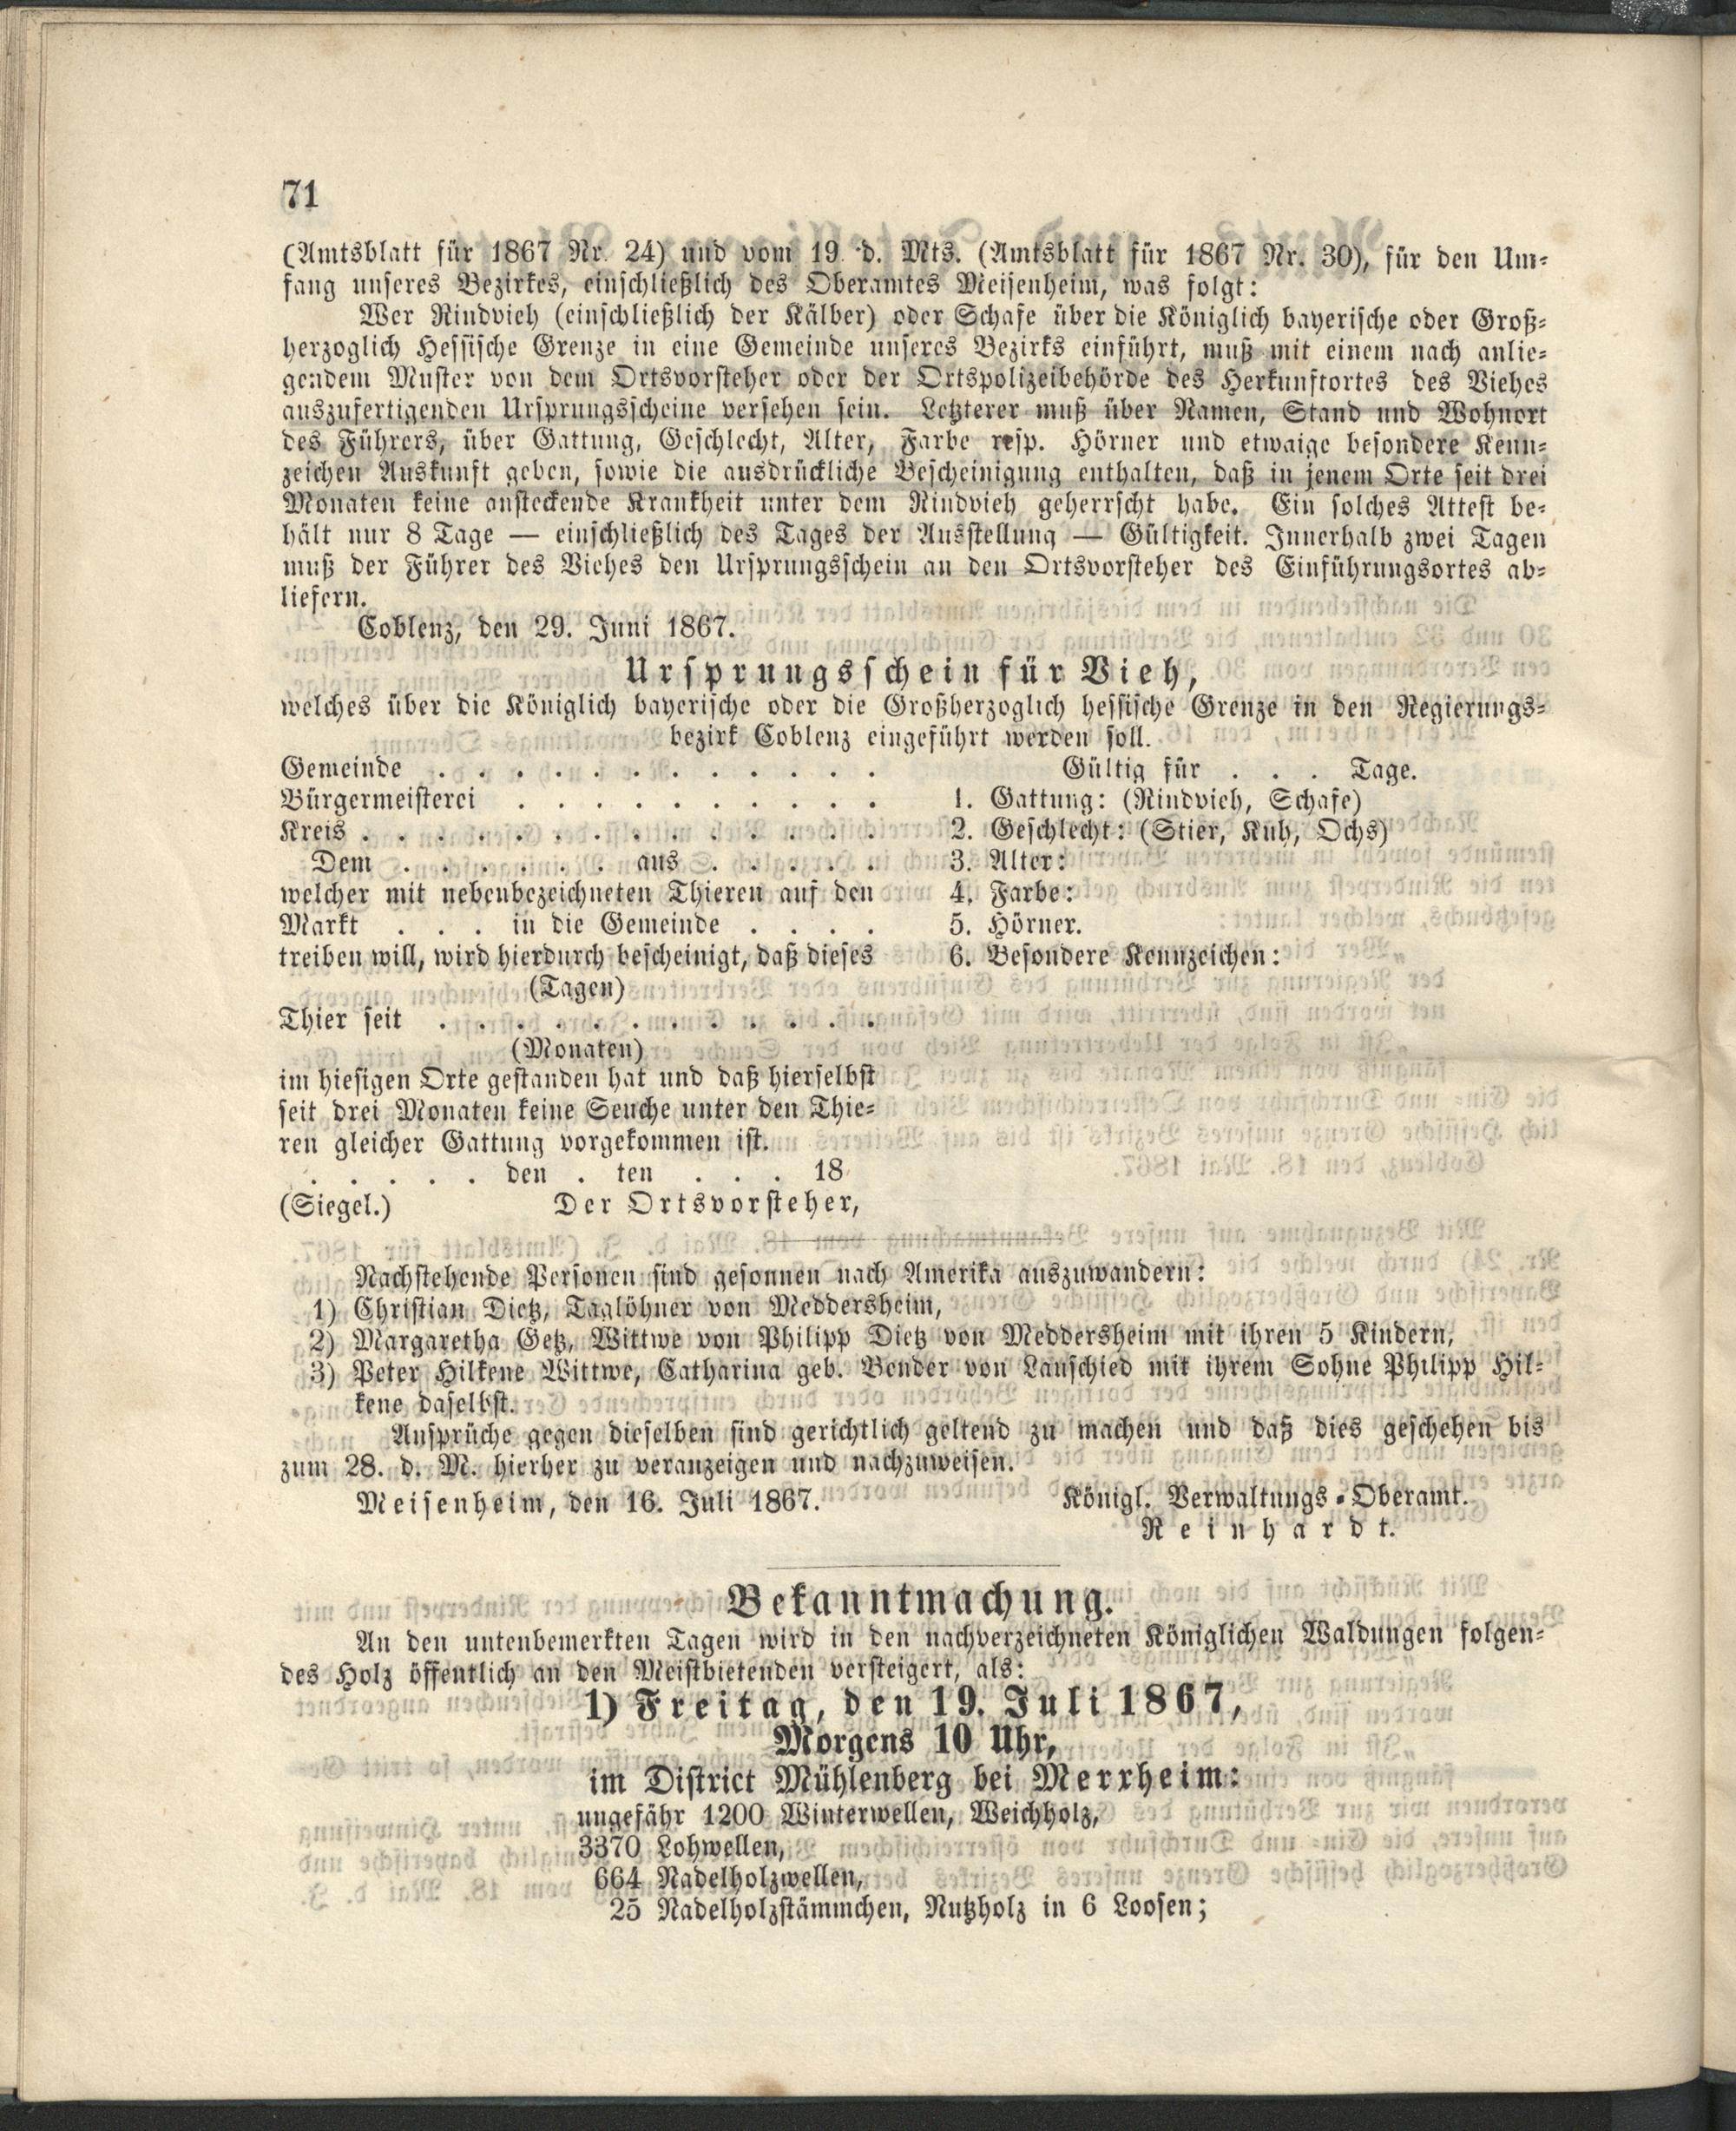 71
(Amtsblatt für 1867 Nr. 24) und vom 19. d. Mts. (Amtsblatt für 1867 Nr. 30), für den Um-
fang unseres Bezirkes, einschließlich des Oberamtes Meisenheim, was folgt:
Wer Rindvieh (einschließlich der Kälber) oder Schafe über die Königlich bayerische oder Groß-
herzoglich Hessische Grenze in eine Gemeinde unseres Bezirks einführt, muß mit einem nach anlie-
gendem Muster von dem Ortsvorsteher oder der Ortspolizeibehörde des Herkunftortes des Viehes
auszufertigenden Ursprungsscheine versehen sein. Letzterer muß über Namen, Stand und Wohnort
des Führers, über Gattung, Geschlecht, Alter, Farbe resp. Hörner und etwaige besondere Kenn-
zeichen Auskunft geben, sowie die ausdrückliche Bescheinigung enthalten, daß in jenem Orte seit drei
Monaten keine ansteckende Krankheit unter dem Rindvieh geherrscht habe. Ein solches Attest be-
hält nur 8 Tage — einschließlich des Tages der Ausstellung — Gültigkeit. Innerhalb zwei Tagen
muß der Führer des Viehes den Ursprungsschein an den Ortsvorsteher des Einführungsortes ab-
liefern.
Coblenz, den 29. Juni 1867.
Ursprungsschein für Vieh,
welches über die Königlich bayerische oder die Großherzoglich hessische Grenze in den Regierungs-
bezirk Coblenz eingeführt werden soll.
Gemeinde . . . . . . . . . . . .
Bürgermeisterei . . . . . . . . . .
Kreis . . . . . . . . . . . . . .
Dem . . . . . . aus . . . . .
welcher mit nebenbezeichneten Thieren auf den
Markt . . . in die Gemeinde . . . .
treiben will, wird hierdurch bescheinigt, daß dieses
(Tagen)
Thier seit . . . . . . . . . . . .
(Monaten)
im hiesigen Orte gestanden hat und daß hierselbst
seit drei Monaten keine Seuche unter den Thie-
ren gleicher Gattung vorgekommen ist.
. . . . . den . ten . . . 18
(Siegel.) Der Ortsvorsteher,
Gültig für . . . Tage.
1. Gattung: (Rindvieh, Schafe)
2. Geschlecht: (Stier, Kuh, Ochs)
3. Alter:
4. Farbe:
5. Hörner.
6. Besondere Kennzeichen:
Nachstehende Personen sind gesonnen nach Amerika auszuwandern:
1) Christian Dietz, Taglöhner von Meddersheim,
2) Margaretha Getz, Wittwe von Philipp Dietz von Meddersheim mit ihren 5 Kindern,
3) Peter Hilkene Wittwe, Catharina geb. Bender von Lauschied mit ihrem Sohne Philipp Hil-
kene daselbst.
Ansprüche gegen dieselben sind gerichtlich geltend zu machen und daß dies geschehen bis
zum 28. d. M. hierher zu veranzeigen und nachzuweisen.
Meisenheim, den 16. Juli 1867. Königl. Verwaltungs-Oberamt.
Reinhardt.
Bekanntmachung.
An den untenbemerkten Tagen wird in den nachverzeichneten Königlichen Waldungen folgen-
des Holz öffentlich an den Meistbietenden versteigert, als:
1) Freitag, den 19. Juli 1867,
Morgens 10 Uhr,
im District Mühlenberg bei Merxheim:
ungefähr 1200 Winterwellen, Weichholz,
3370 Lohwellen,
664 Nadelholzwellen,
25 Nadelholzstämmchen, Nutzholz in 6 Loosen;